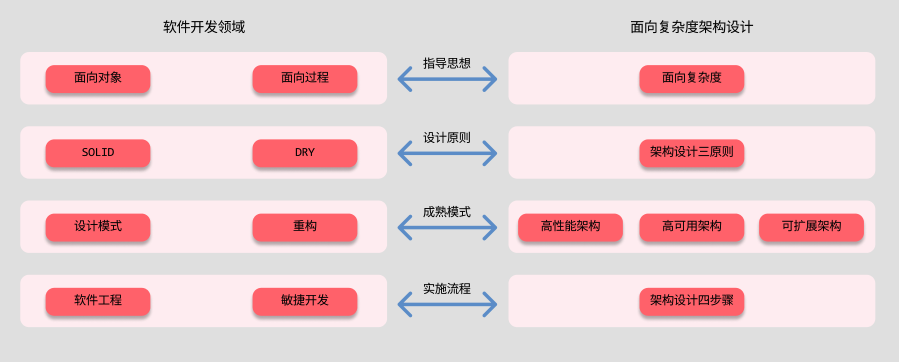 软件开发领域
面向复杂度架构设计
面向对象
面向过程
指导思想
面向复杂度
SOLID
DRY
设计原则
架构设计三原则
设计模式
重构
成熟模式
高性能架构
高可用架构
可扩展架构
软件工程
敏捷开发
实施流程
架构设计四步骤